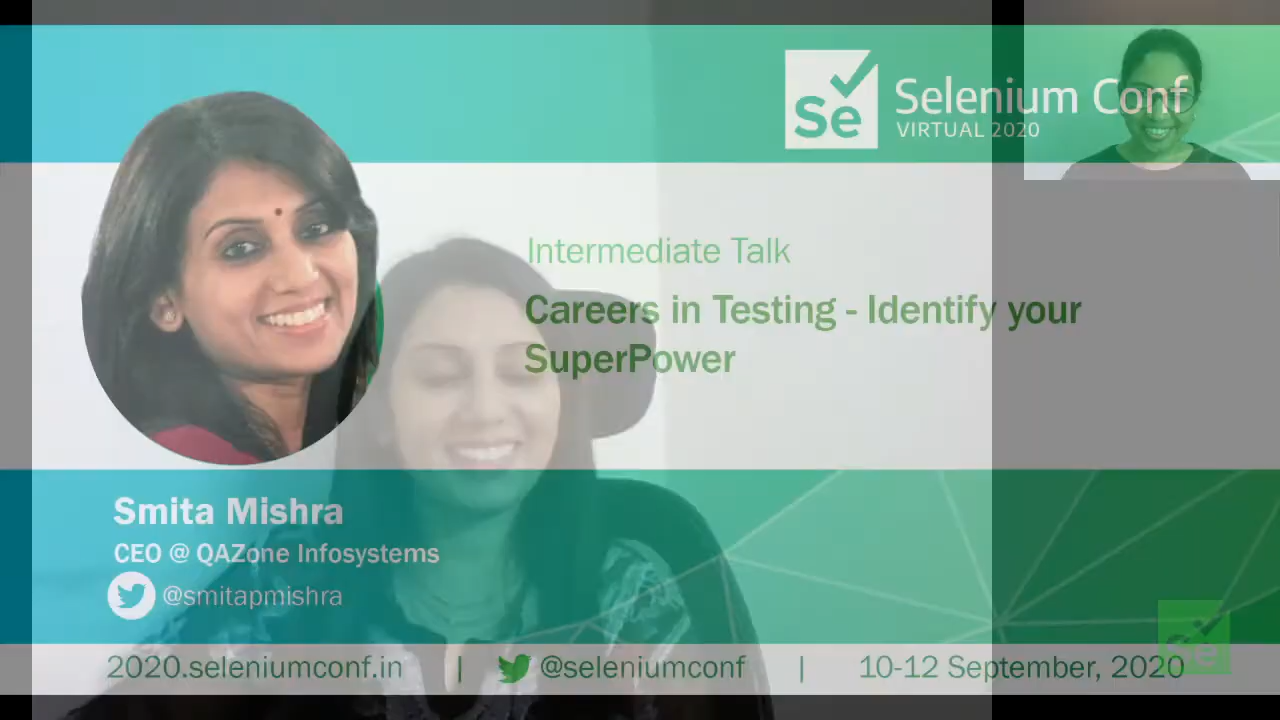 Se
Selenium Conf
VIRTUAL 2020
Intermediate Talk
Careers in Testing - Identify your
SuperPower
Smita Mishra
CEO @ QAZone Infosystems
@smitapmishra
2020.seleniumconf.in | @seleniumconf | 10-12 September, 2020
Se